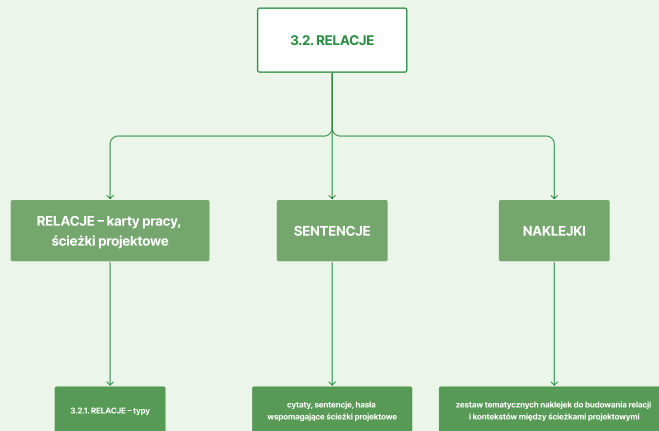 3.2. RELACJE
RELACJE – karty pracy,
ścieżki projektowe
SENTENCJE
NAKLEJKI
3.2.1. RELACJE – typy
cytaty, sentencje, hasła
wspomagające ścieżki projektowe
zestaw tematycznych naklejek do budowania relacji
i kontekstów między ścieżkami projektowymi